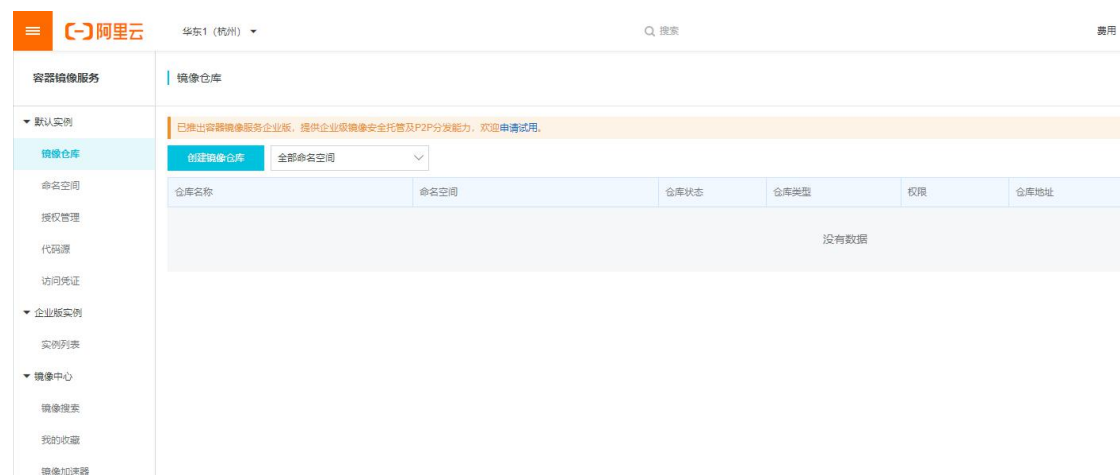 阿里云
华东1（杭州）
搜索
费用
容器镜像服务
镜像仓库
默认实例
已推出容器镜像服务企业版，提供企业级镜像安全托管及P2P分发能力，欢迎申请试用。
镜像仓库
创建镜像仓库
全部命名空间
命名空间
仓库名称
命名空间
仓库状态
仓库类型
权限
仓库地址
授权管理
没有数据
代码源
访问凭证
企业版实例
实例列表
镜像中心
镜像搜索
我的收藏
镜像加速器